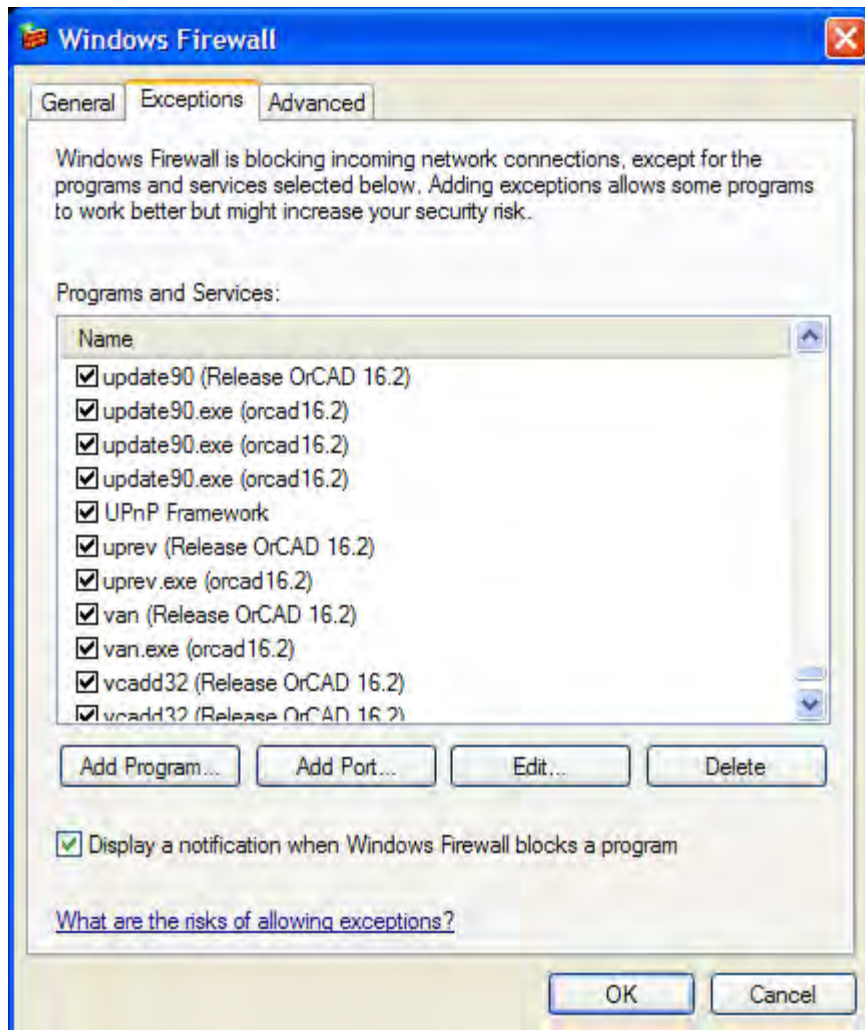 Windows Firewall
General Exceptions Advanced
Windows Firewall is blocking incoming network connections, except for the
programs and services selected below. Adding exceptions allows some programs
to work better but might increase your security risk.
Programs and Services:
Name
update90 (Release OrCAD 16.2)
update90.exe (orcad16.2)
update90.exe (orcad16.2)
update90.exe (orcad16.2)
UPnP Framework
uprev (Release OrCAD 16.2)
uprev.exe (orcad16.2)
van (Release OrCAD 16.2)
van.exe (orcad16.2)
vcadd32 (Release OrCAD 16.2)
vcadd32 (Release OrCAD 16.2)
Add Program... Add Port... Edit... Delete
Display a notification when Windows Firewall blocks a program
What are the risks of allowing exceptions?
OK Cancel